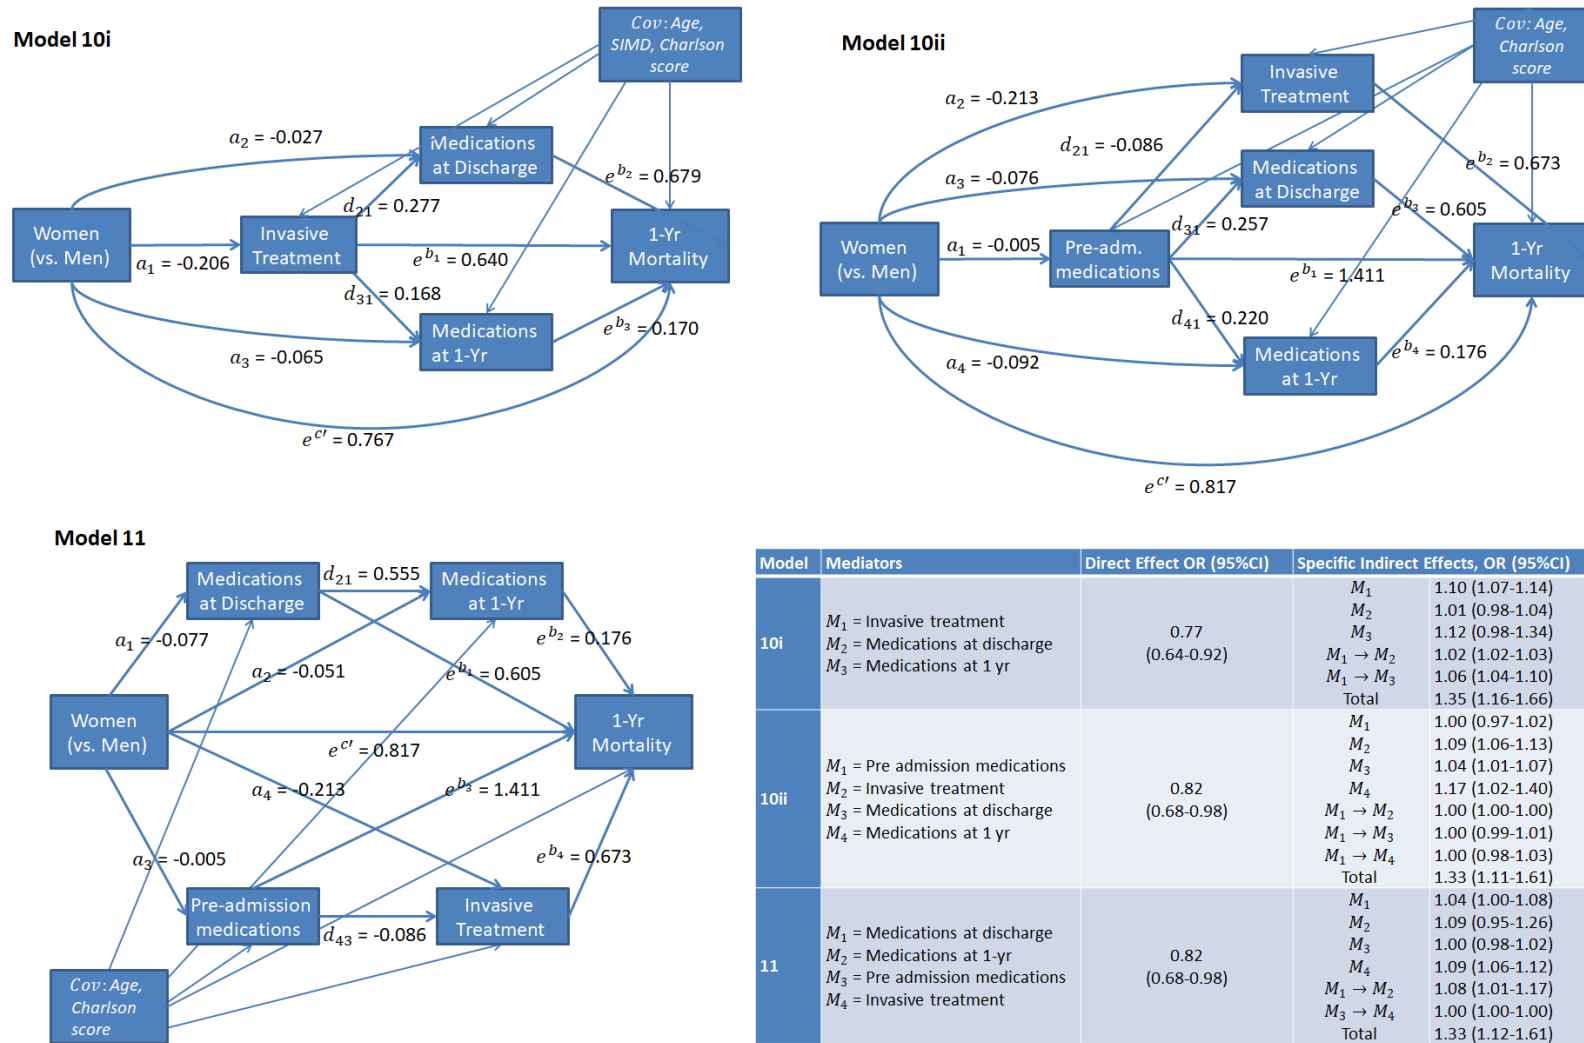 Model 10i
Cov: Age,
SIMD, Charlson
score
a₂ = -0.027
Medications
at Discharge
e^b₂ = 0.679
d₂₁ = 0.277
Women
(vs. Men)
a₁ = -0.206
Invasive
Treatment
e^b₁ = 0.640
1-Yr
Mortality
d₃₁ = 0.168
Medications
at 1-Yr
e^b₃ = 0.170
a₃ = -0.065
e^c′ = 0.767
Model 10ii
Cov: Age,
Charlson
score
Invasive
Treatment
a₂ = -0.213
d₂₁ = -0.086
e^b₂ = 0.673
Medications
at Discharge
a₃ = -0.076
e^b₃ = 0.605
d₃₁ = 0.257
Women
(vs. Men)
a₁ = -0.005
Pre-adm.
medications
e^b₁ = 1.411
1-Yr
Mortality
d₄₁ = 0.220
Medications
at 1-Yr
e^b₄ = 0.176
a₄ = -0.092
e^c′ = 0.817
Model 11
Medications
at Discharge
d₂₁ = 0.555
Medications
at 1-Yr
a₁ = -0.077
e^b₂ = 0.176
a₂ = -0.051
e^b₁ = 0.605
Women
(vs. Men)
1-Yr
Mortality
e^c′ = 0.817
a₄ = -0.213
e^b₃ = 1.411
a₃ = -0.005
e^b₄ = 0.673
Pre-admission
medications
d₄₃ = -0.086
Invasive
Treatment
Cov: Age,
Charlson
score
Model Mediators Direct Effect OR (95%CI) Specific Indirect Effects, OR (95%CI)
10i
M₁ = Invasive treatment
M₂ = Medications at discharge
M₃ = Medications at 1 yr
0.77
(0.64-0.92)
M₁ 1.10 (1.07-1.14)
M₂ 1.01 (0.98-1.04)
M₃ 1.12 (0.98-1.34)
M₁ → M₂ 1.02 (1.02-1.03)
M₁ → M₃ 1.06 (1.04-1.10)
Total 1.35 (1.16-1.66)
10ii
M₁ = Pre admission medications
M₂ = Invasive treatment
M₃ = Medications at discharge
M₄ = Medications at 1 yr
0.82
(0.68-0.98)
M₁ 1.00 (0.97-1.02)
M₂ 1.09 (1.06-1.13)
M₃ 1.04 (1.01-1.07)
M₄ 1.17 (1.02-1.40)
M₁ → M₂ 1.00 (1.00-1.00)
M₁ → M₃ 1.00 (0.99-1.01)
M₁ → M₄ 1.00 (0.98-1.03)
Total 1.33 (1.11-1.61)
11
M₁ = Medications at discharge
M₂ = Medications at 1-yr
M₃ = Pre admission medications
M₄ = Invasive treatment
0.82
(0.68-0.98)
M₁ 1.04 (1.00-1.08)
M₂ 1.09 (0.95-1.26)
M₃ 1.00 (0.98-1.02)
M₄ 1.09 (1.06-1.12)
M₁ → M₂ 1.08 (1.01-1.17)
M₃ → M₄ 1.00 (1.00-1.00)
Total 1.33 (1.12-1.61)